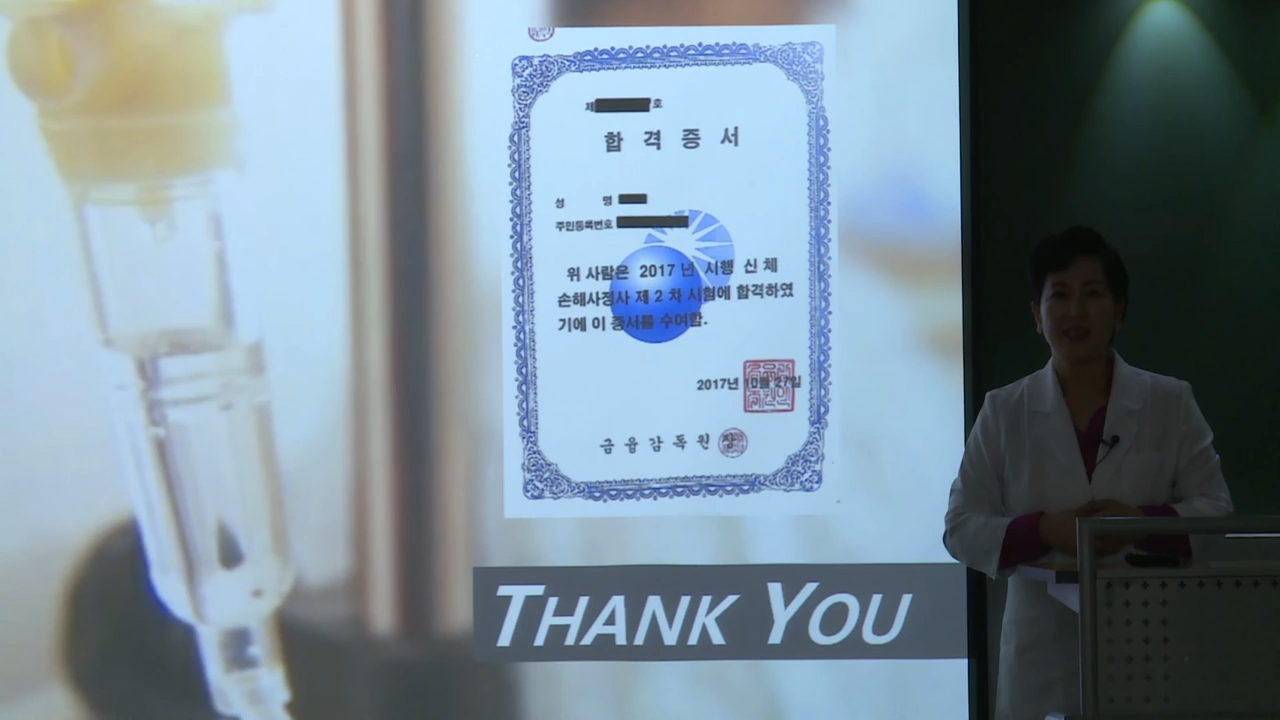 제 호
합격증서
성 명
주민등록번호
위 사람은 2017 년 시행 신 체
손해사정사 제 2 차 시험에 합격하였
기에 이 증서를 수여함.
2017년 10월 27일
금융감독원
THANK YOU